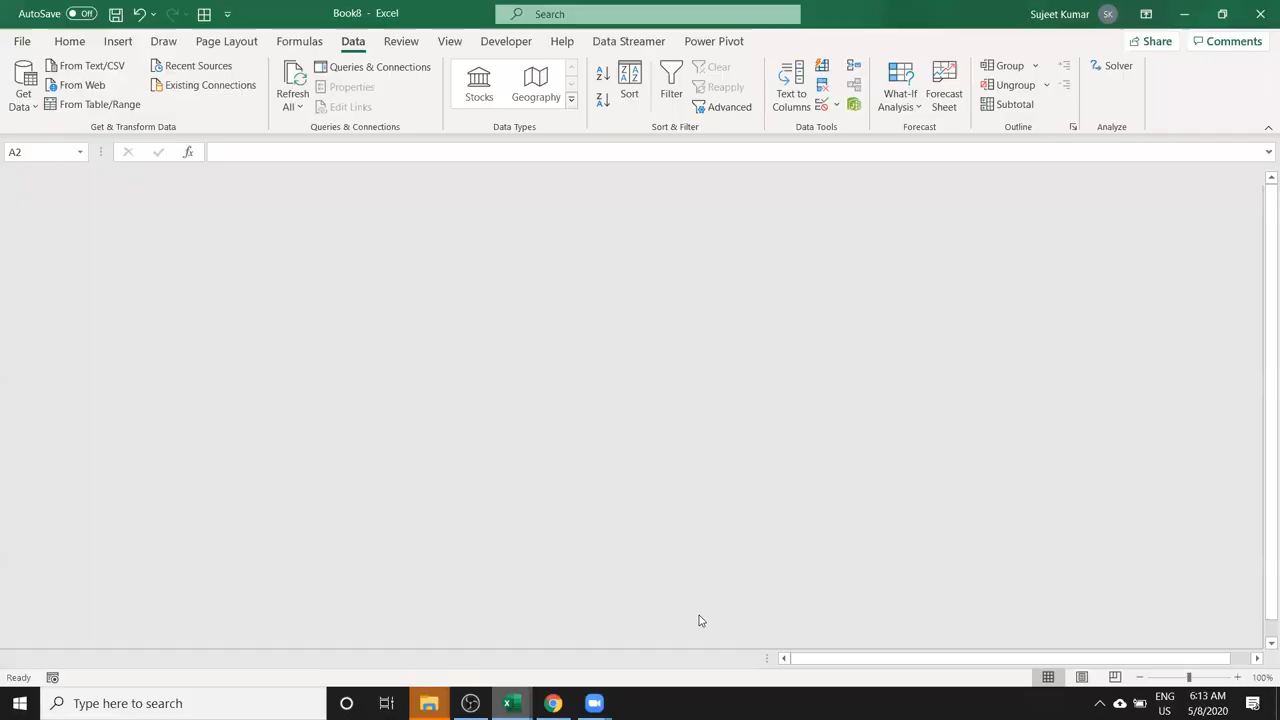 AutoSave Off Book8 - Excel Search Sujeet Kumar SK
File Home Insert Draw Page Layout Formulas Data Review View Developer Help Data Streamer Power Pivot Share Comments
Get Data
From Text/CSV
From Web
From Table/Range
Recent Sources
Existing Connections
Get & Transform Data
Refresh All
Queries & Connections
Properties
Edit Links
Queries & Connections
Stocks
Geography
Data Types
Sort
Filter
Clear
Reapply
Advanced
Sort & Filter
Text to Columns
Data Tools
What-If Analysis
Forecast Sheet
Forecast
Group
Ungroup
Subtotal
Outline
Solver
Analyze
A2 fx
Ready 100%
Type here to search
ENG
US
6:13 AM
5/8/2020